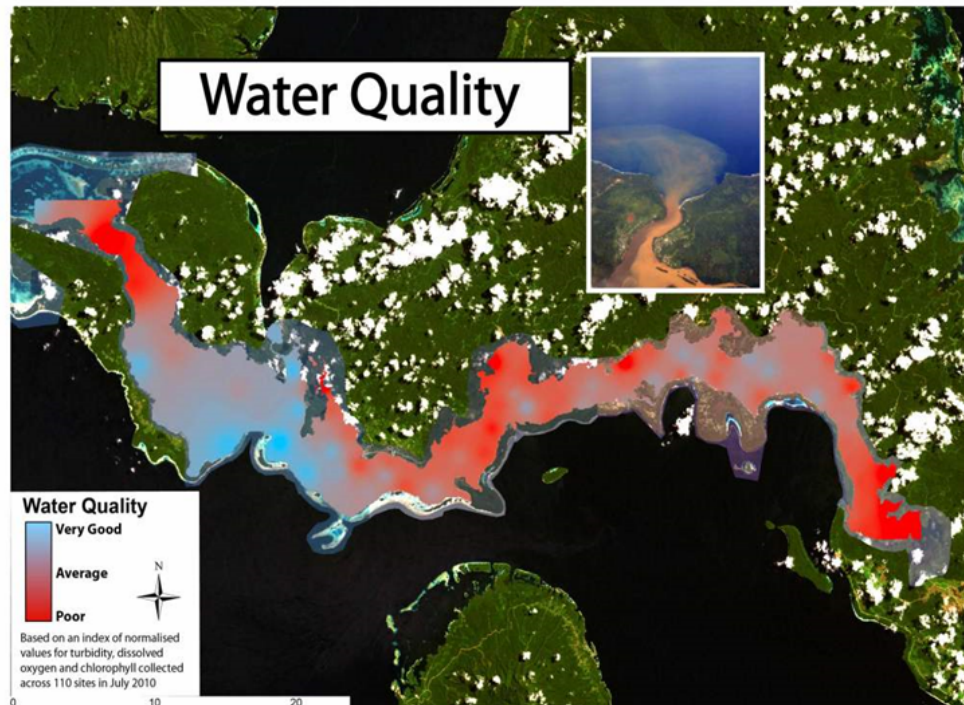 Water Quality
Water Quality
Very Good
Average
Poor
N
Based on an index of normalised
values for turbidity, dissolved
oxygen and chlorophyll collected
across 110 sites in July 2010
0 10 20